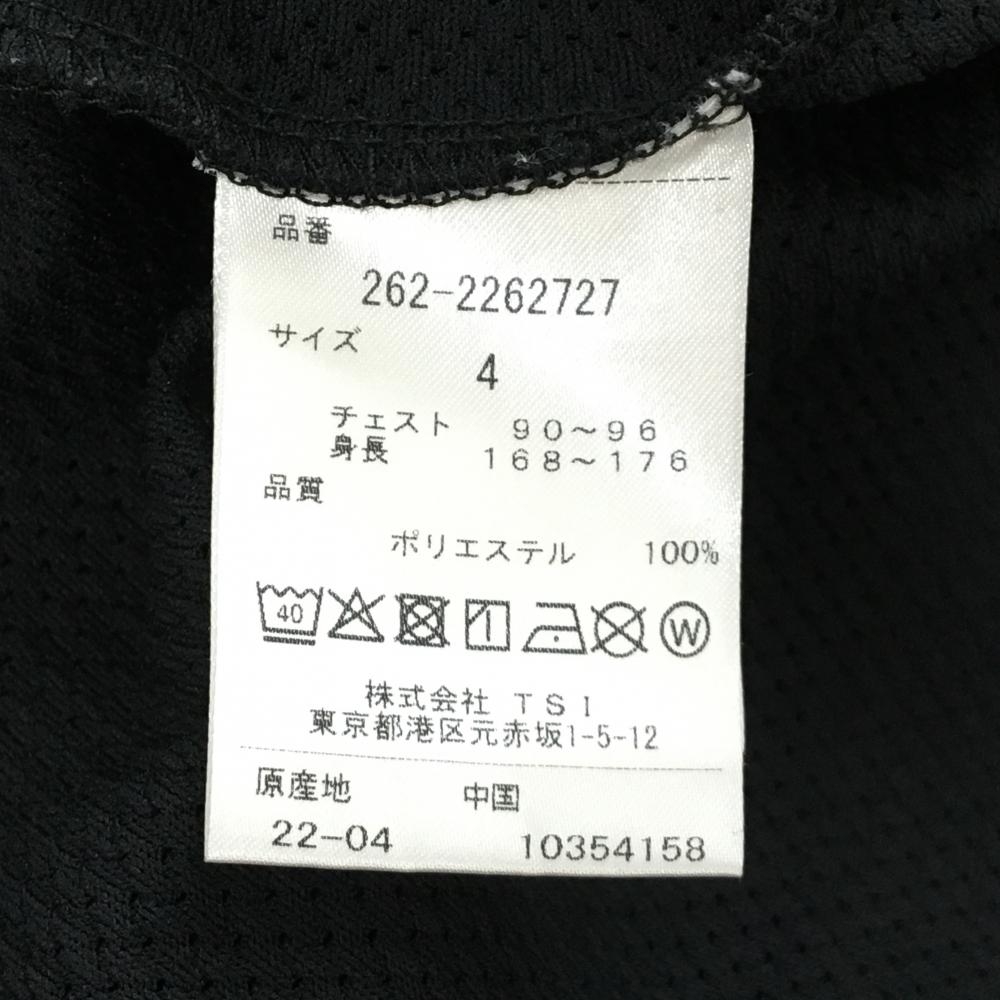 品番
262-2262727
サイズ
4
チェスト 90~96
身長 168~176
品質
ポリエステル 100%
40 W
株式会社 TSI
東京都港区元赤坂1-5-12
原産地 中国
22-04 10354158